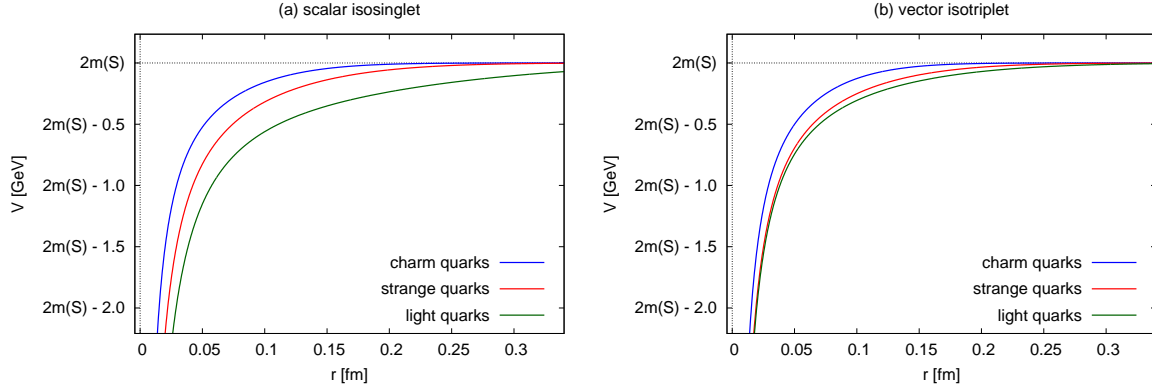 (a) scalar isosinglet
2m(S)
2m(S) - 0.5
2m(S) - 1.0
2m(S) - 1.5
2m(S) - 2.0
V [GeV]
charm quarks
strange quarks
light quarks
0 0.05 0.1 0.15 0.2 0.25 0.3
r [fm]
(b) vector isotriplet
2m(S)
2m(S) - 0.5
2m(S) - 1.0
2m(S) - 1.5
2m(S) - 2.0
V [GeV]
charm quarks
strange quarks
light quarks
0 0.05 0.1 0.15 0.2 0.25 0.3
r [fm]